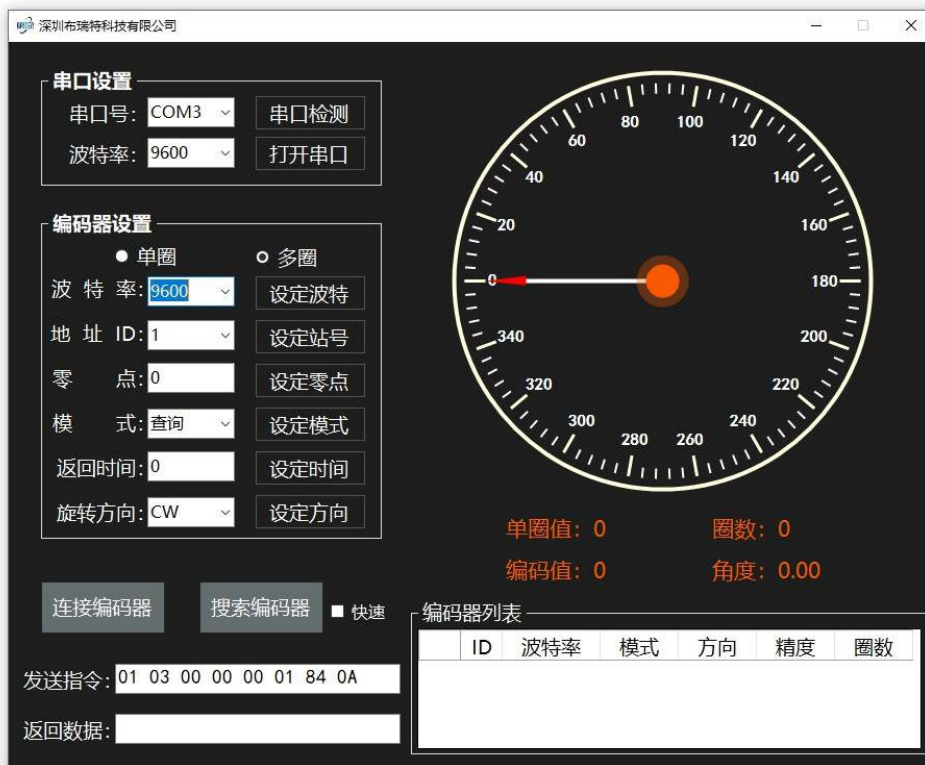 BRITER 深圳布瑞特科技有限公司
串口设置
串口号: COM3 串口检测
波特率: 9600 打开串口
编码器设置
单圈 多圈
波特率: 9600 设定波特
地址ID: 1 设定站号
零点: 0 设定零点
模式: 查询 设定模式
返回时间: 0 设定时间
旋转方向: CW 设定方向
0
20
40
60
80
100
120
140
160
180
200
220
240
260
280
300
320
340
单圈值: 0 圈数: 0
编码值: 0 角度: 0.00
连接编码器 搜索编码器 快速
编码器列表
ID 波特率 模式 方向 精度 圈数
发送指令: 01 03 00 00 00 01 84 0A
返回数据: